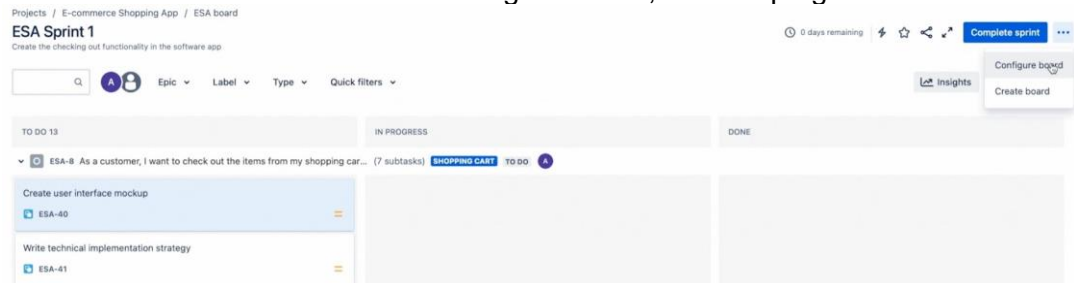 Projects / E-commerce Shopping App / ESA board
ESA Sprint 1
0 days remaining
Complete sprint
Create the checking out functionality in the software app
Configure board
A
Epic
Label
Type
Quick filters
Insights
Create board
TO DO 13
IN PROGRESS
DONE
ESA-8 As a customer, I want to check out the items from my shopping car... (7 subtasks) SHOPPING CART TO DO A
Create user interface mockup
ESA-40
Write technical implementation strategy
ESA-41